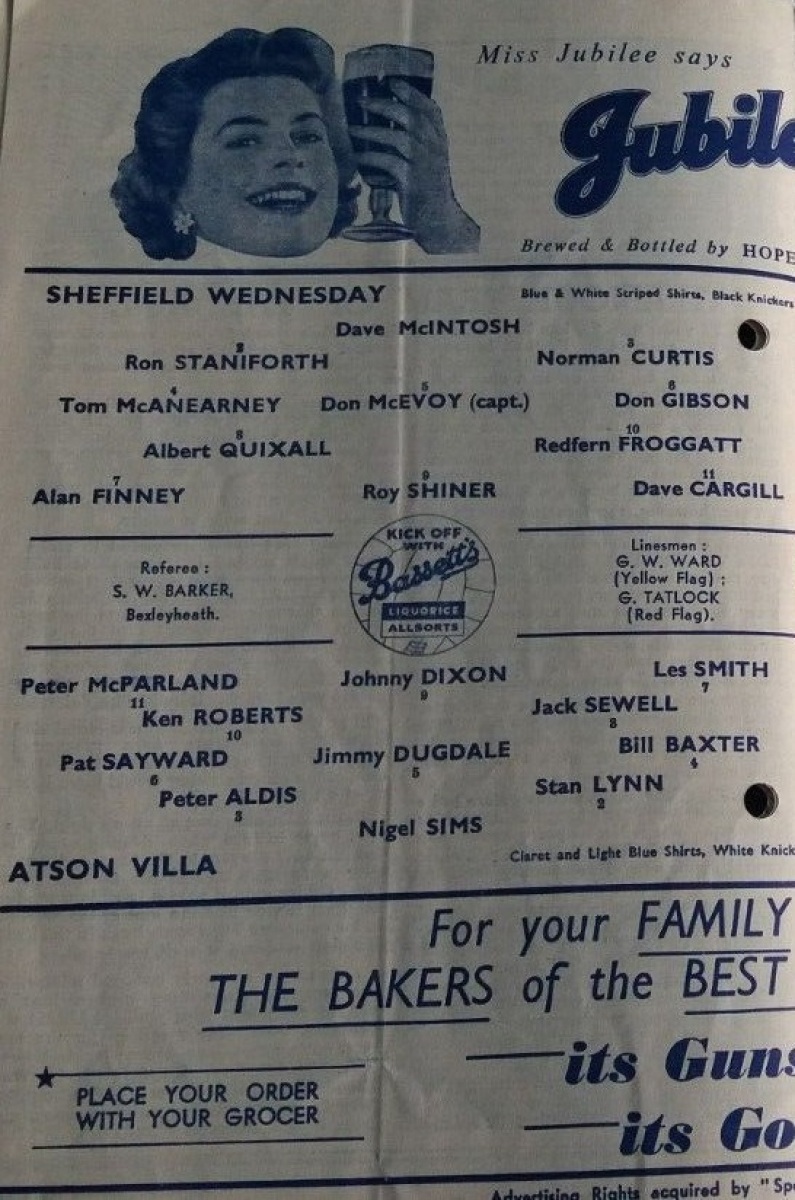 Miss Jubilee says
Jubile
Brewed & Bottled by HOPE
SHEFFIELD WEDNESDAY Blue & White Striped Shirts, Black Knickers
Dave McINTOSH
2 3
Ron STANIFORTH Norman CURTIS
4 5 6
Tom McANEARNEY Don McEVOY (capt.) Don GIBSON
8 10
Albert QUIXALL Redfern FROGGATT
7 9 11
Alan FINNEY Roy SHINER Dave CARGILL
Referee :
S. W. BARKER,
Bexleyheath.
KICK OFF
WITH
Bassett's
LIQUORICE
ALLSORTS
Linesmen :
G. W. WARD
(Yellow Flag) :
G. TATLOCK
(Red Flag).
Peter McPARLAND Johnny DIXON Les SMITH
11 9 7
Ken ROBERTS Jack SEWELL
10 8
Pat SAYWARD Jimmy DUGDALE Bill BAXTER
6 5 4
Peter ALDIS Stan LYNN
3 2
Nigel SIMS
ATSON VILLA Claret and Light Blue Shirts, White Knick
For your FAMILY
THE BAKERS of the BEST
its Guns
its Go
PLACE YOUR ORDER
WITH YOUR GROCER
Advertising Rights acquired by "Sp